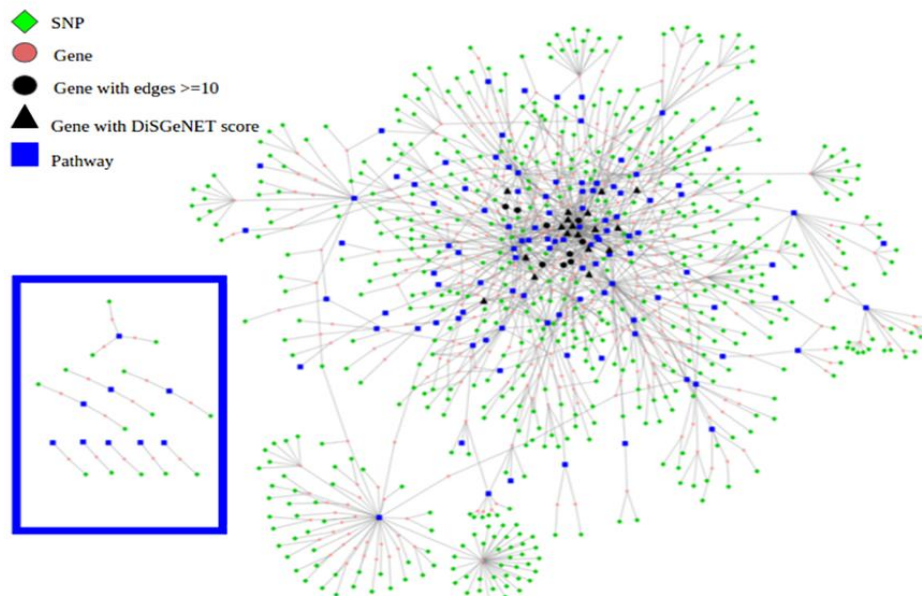 SNP
Gene
Gene with edges >=10
Gene with DiSGeNET score
Pathway